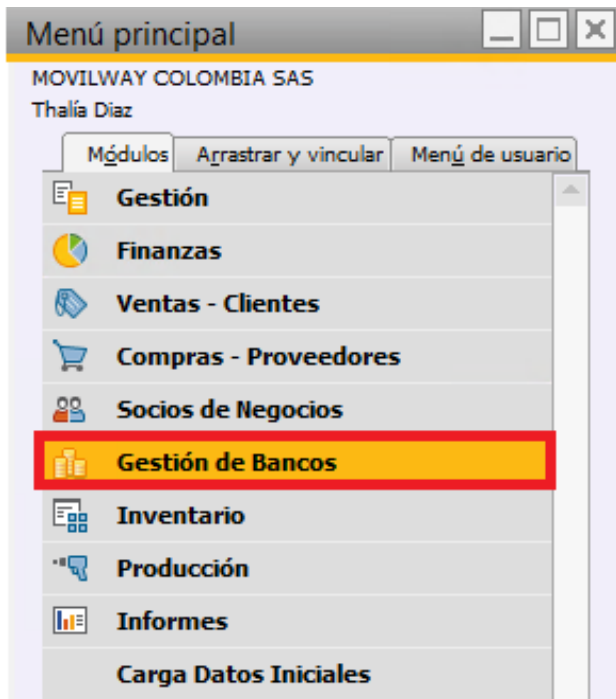 Menú principal
MOVILWAY COLOMBIA SAS
Thalía Diaz
Módulos Arrastrar y vincular Menú de usuario
Gestión
Finanzas
Ventas - Clientes
Compras - Proveedores
Socios de Negocios
Gestión de Bancos
Inventario
Producción
Informes
Carga Datos Iniciales